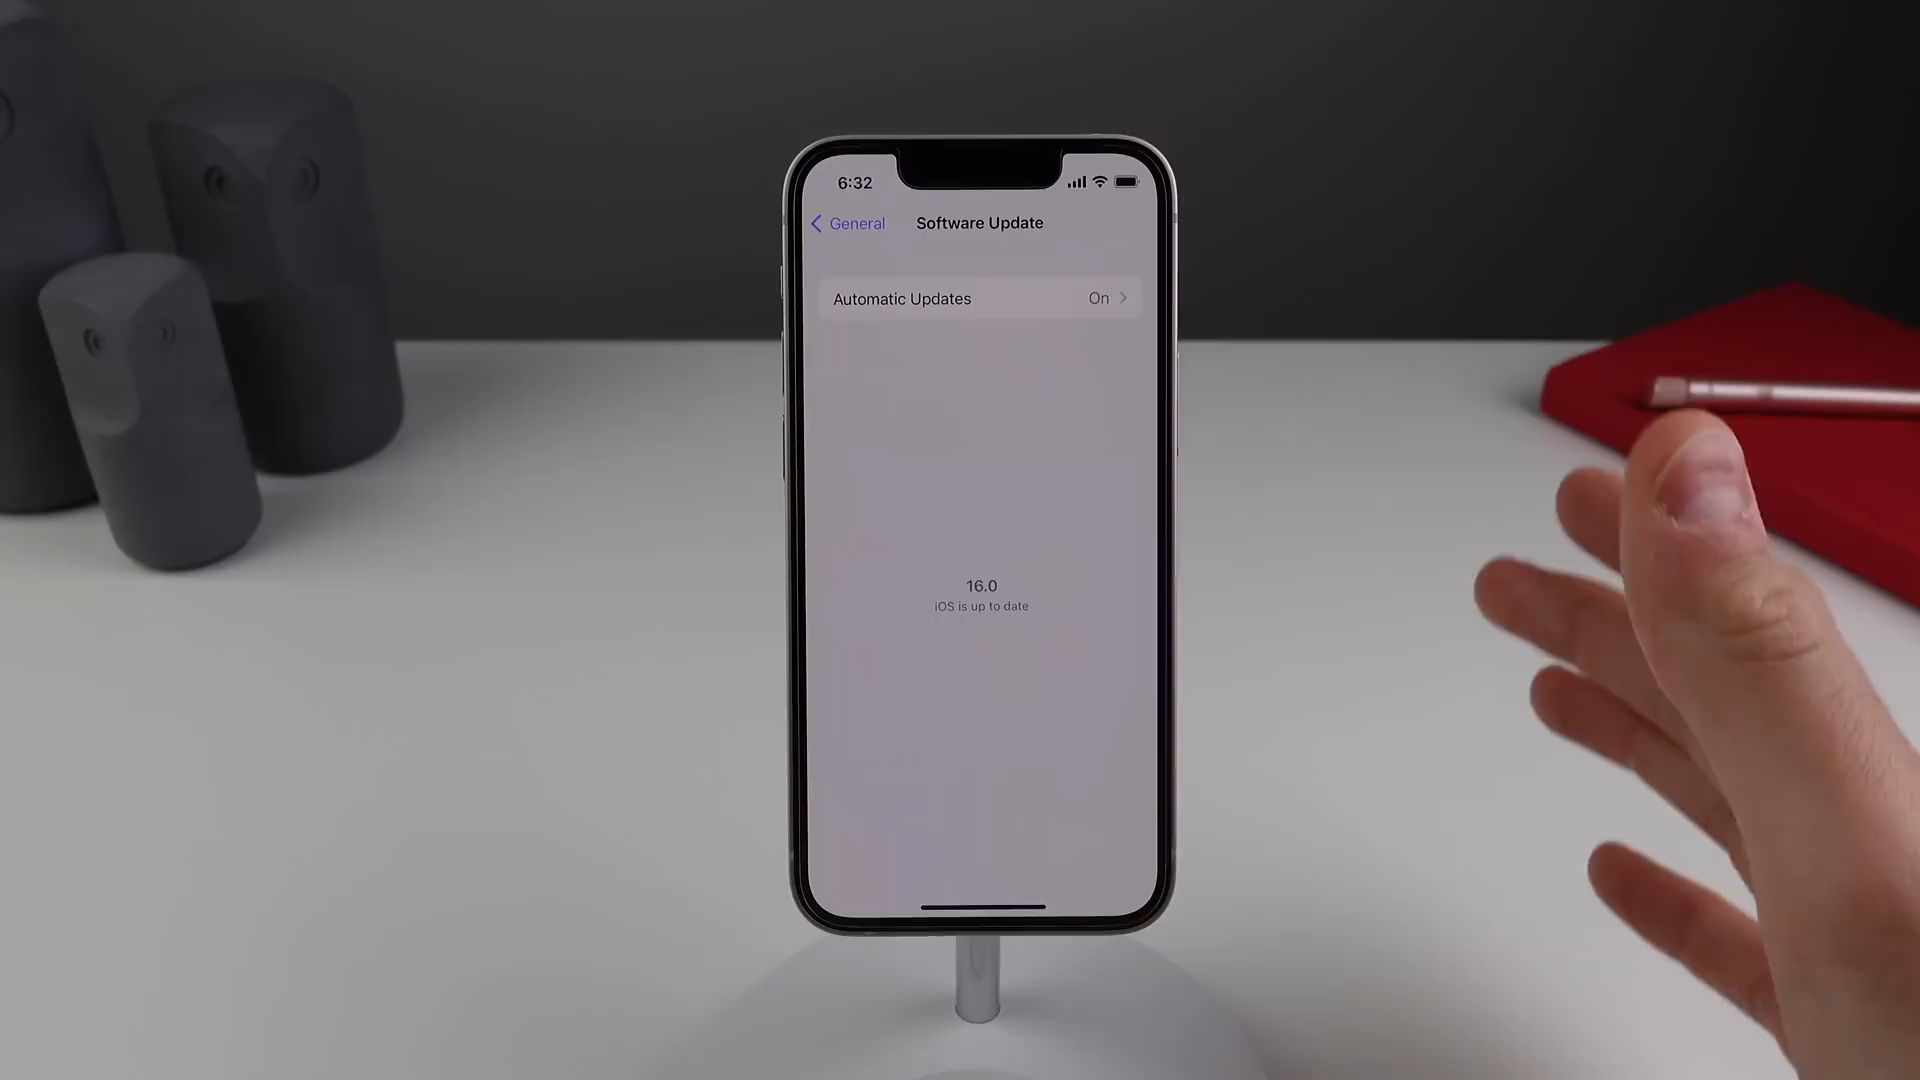 6:32
General
Software Update
Automatic Updates On
16.0
iOS is up to date